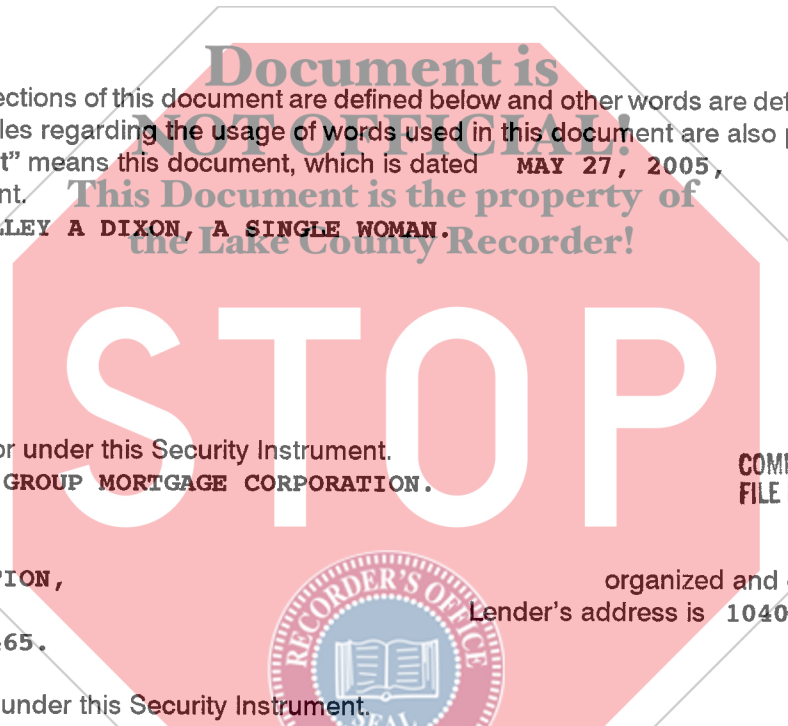 Document is
ections of this document are defined below and other words are def
les regarding the usage of words used in this document are also p
NOT OFFICIAL!
t” means this document, which is dated MAY 27, 2005,
nt.
This Document is the property of
LLEY A DIXON, A SINGLE WOMAN.
the Lake County Recorder!
STOP
or under this Security Instrument.
GROUP MORTGAGE CORPORATION.
COM
FILE
TION,
organized and
Lender’s address is 1040
465.
RECORDER'S OFFICE
under this Security Instrument.
SEAL